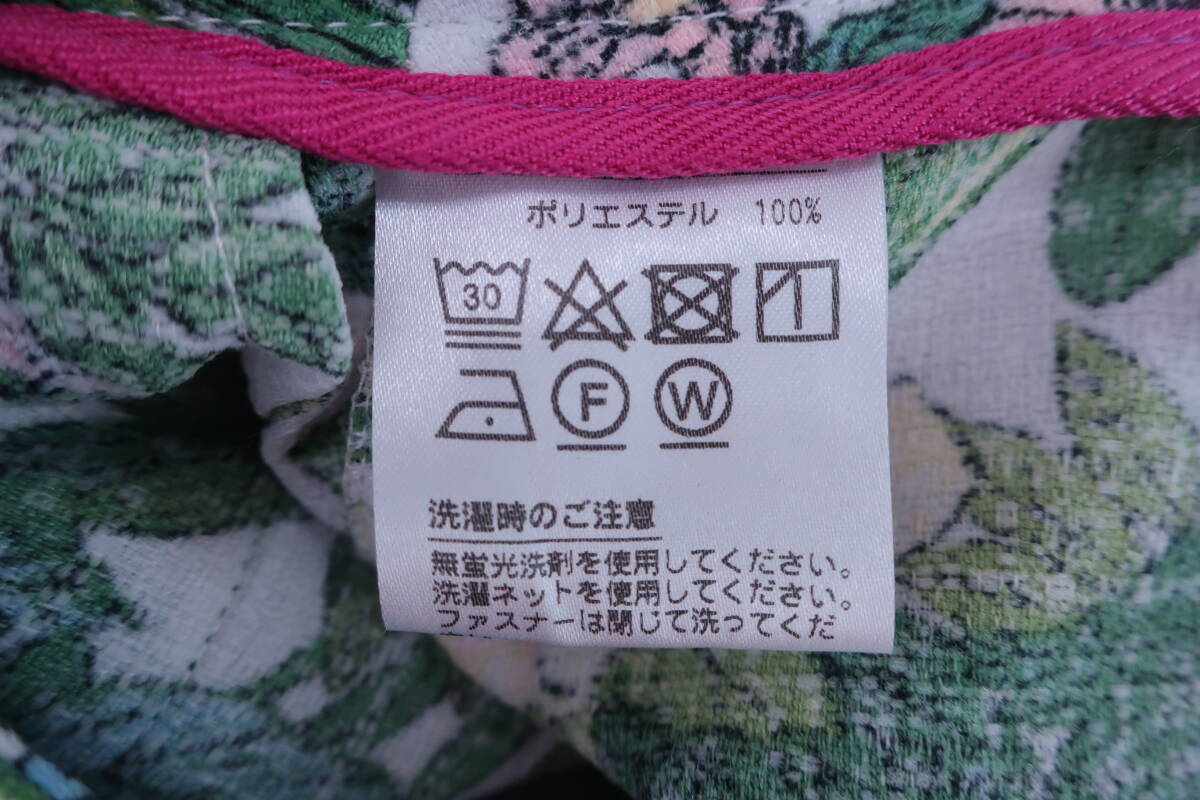 ポリエステル 100%
30
F W
洗濯時のご注意
無蛍光洗剤を使用してください。
洗濯ネットを使用してください。
ファスナーは閉じて洗ってくだ